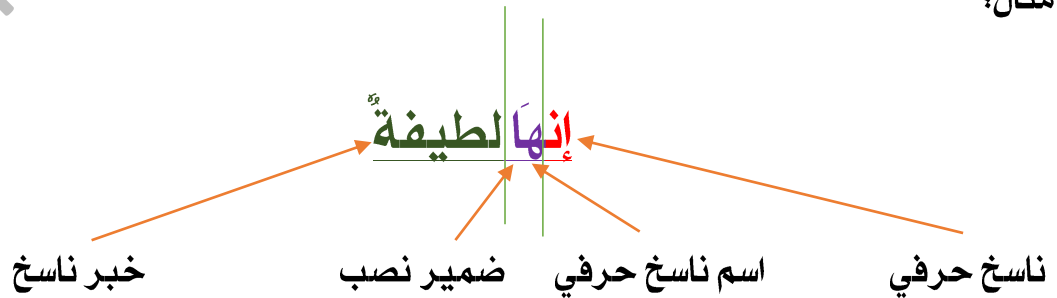 مثال:
إنهَا لطيفةٌ
ناسخ حرفي اسم ناسخ حرفي ضمير نصب خبر ناسخ